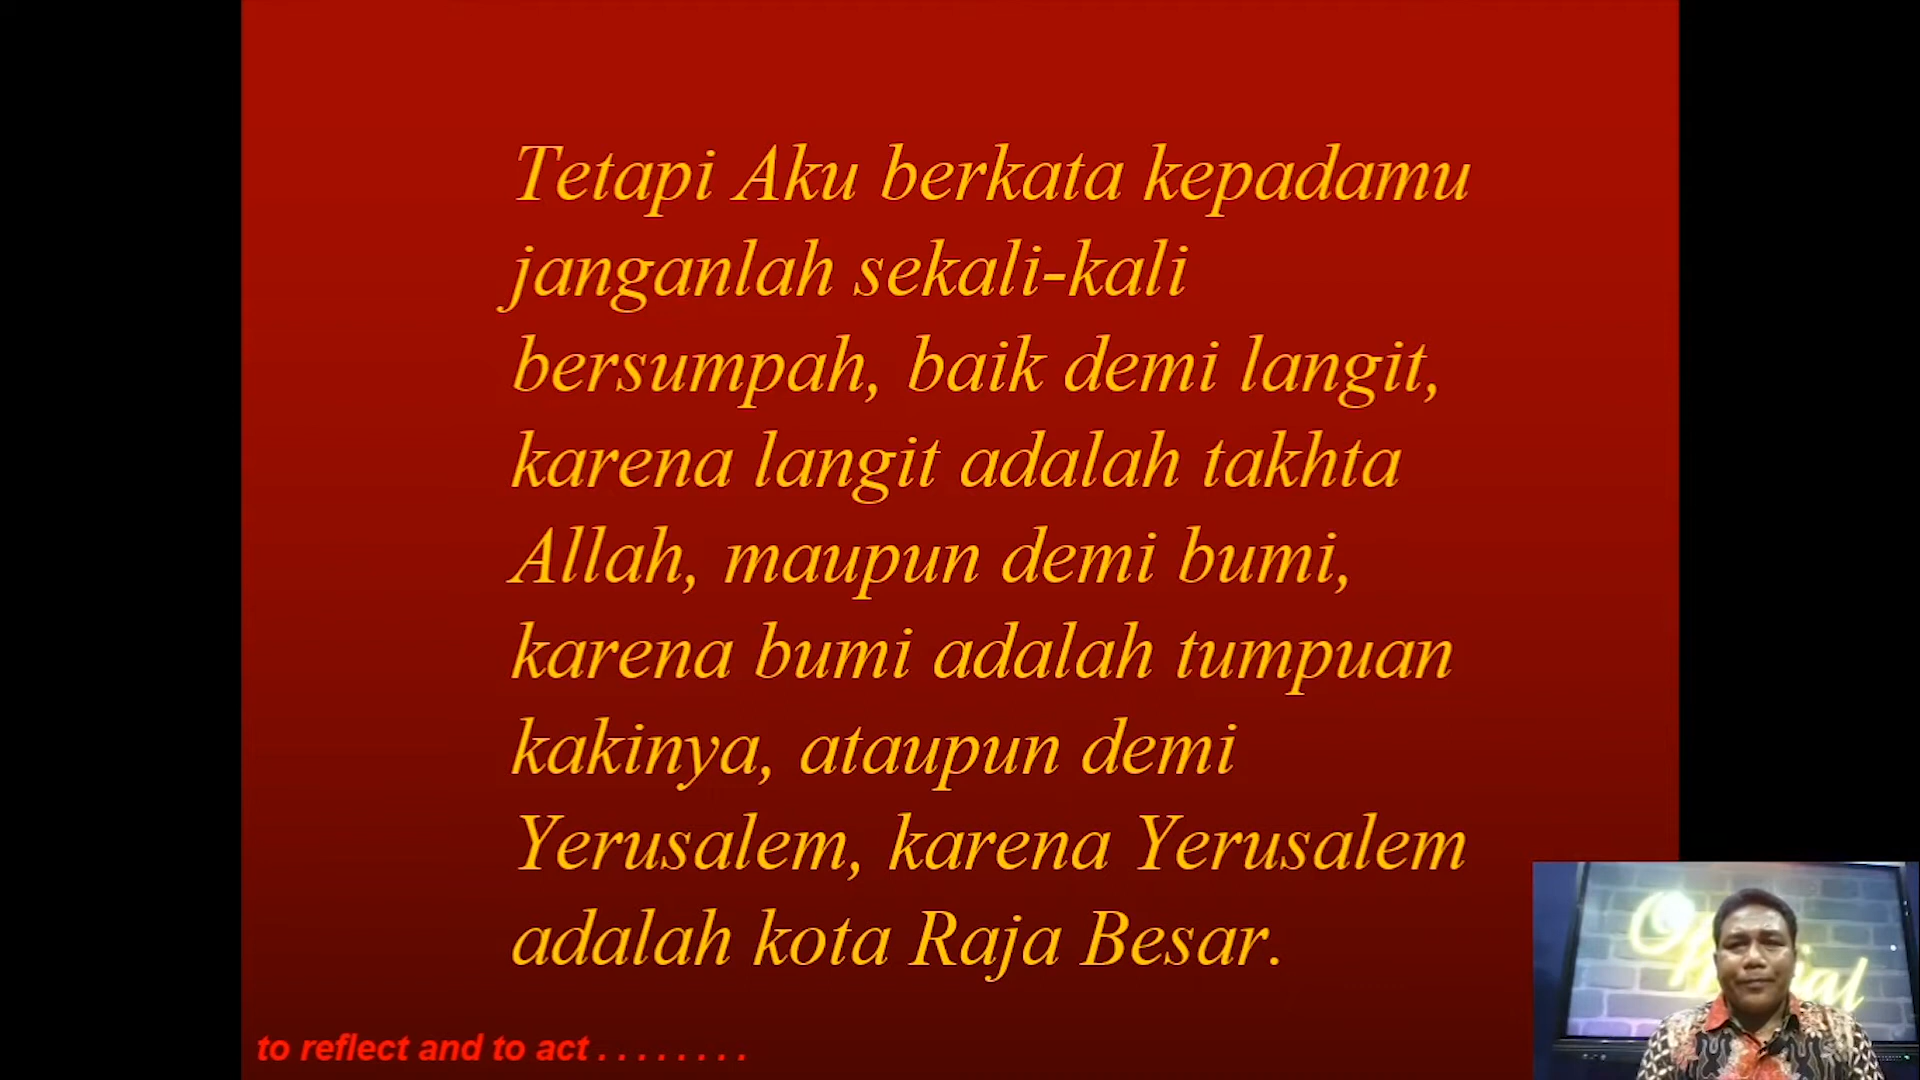 Tetapi Aku berkata kepadamu
janganlah sekali-kali
bersumpah, baik demi langit,
karena langit adalah takhta
Allah, maupun demi bumi,
karena bumi adalah tumpuan
kakinya, ataupun demi
Yerusalem, karena Yerusalem
adalah kota Raja Besar.
to reflect and to act . . . . . . . .